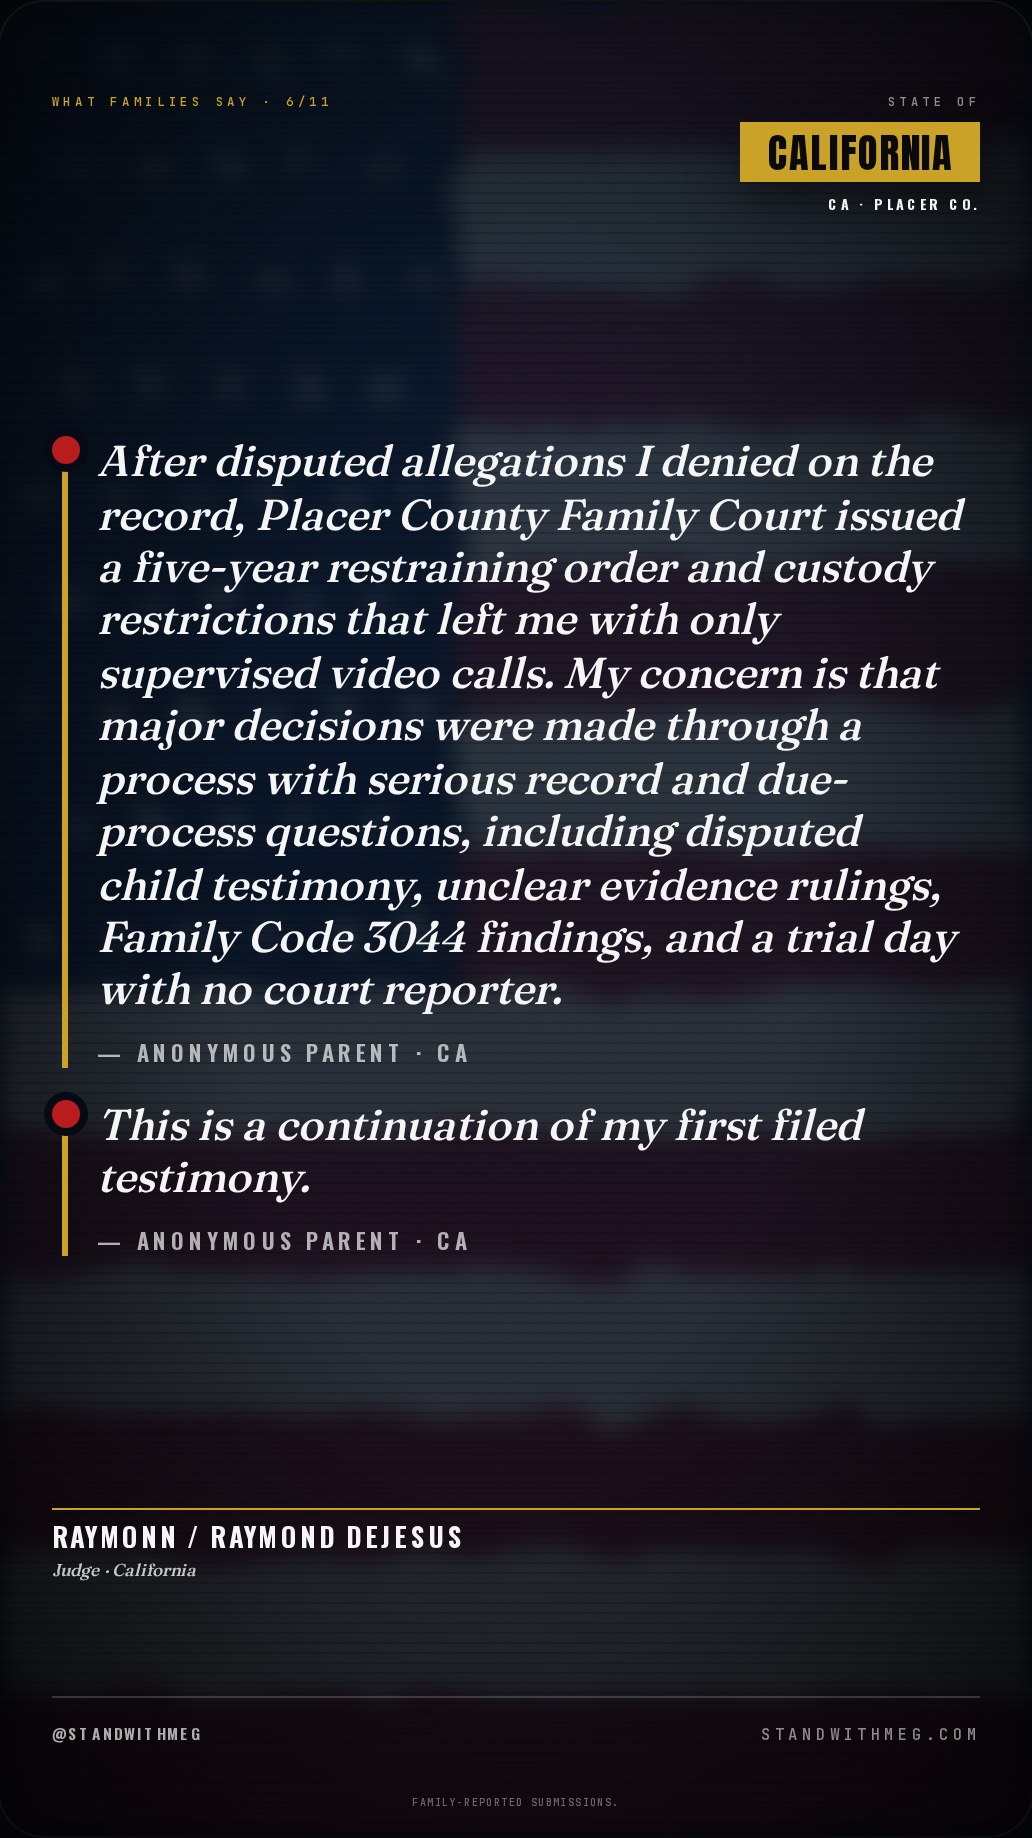 WHAT FAMILIES SAY · 6/11
STATE OF
CALIFORNIA
CA · PLACER CO.
After disputed allegations I denied on the
record, Placer County Family Court issued
a five-year restraining order and custody
restrictions that left me with only
supervised video calls. My concern is that
major decisions were made through a
process with serious record and due-
process questions, including disputed
child testimony, unclear evidence rulings,
Family Code 3044 findings, and a trial day
with no court reporter.
— ANONYMOUS PARENT · CA
This is a continuation of my first filed
testimony.
— ANONYMOUS PARENT · CA
RAYMONN / RAYMOND DEJESUS
Judge · California
@STANDWITHMEG
STANDWITHMEG.COM
FAMILY-REPORTED SUBMISSIONS.